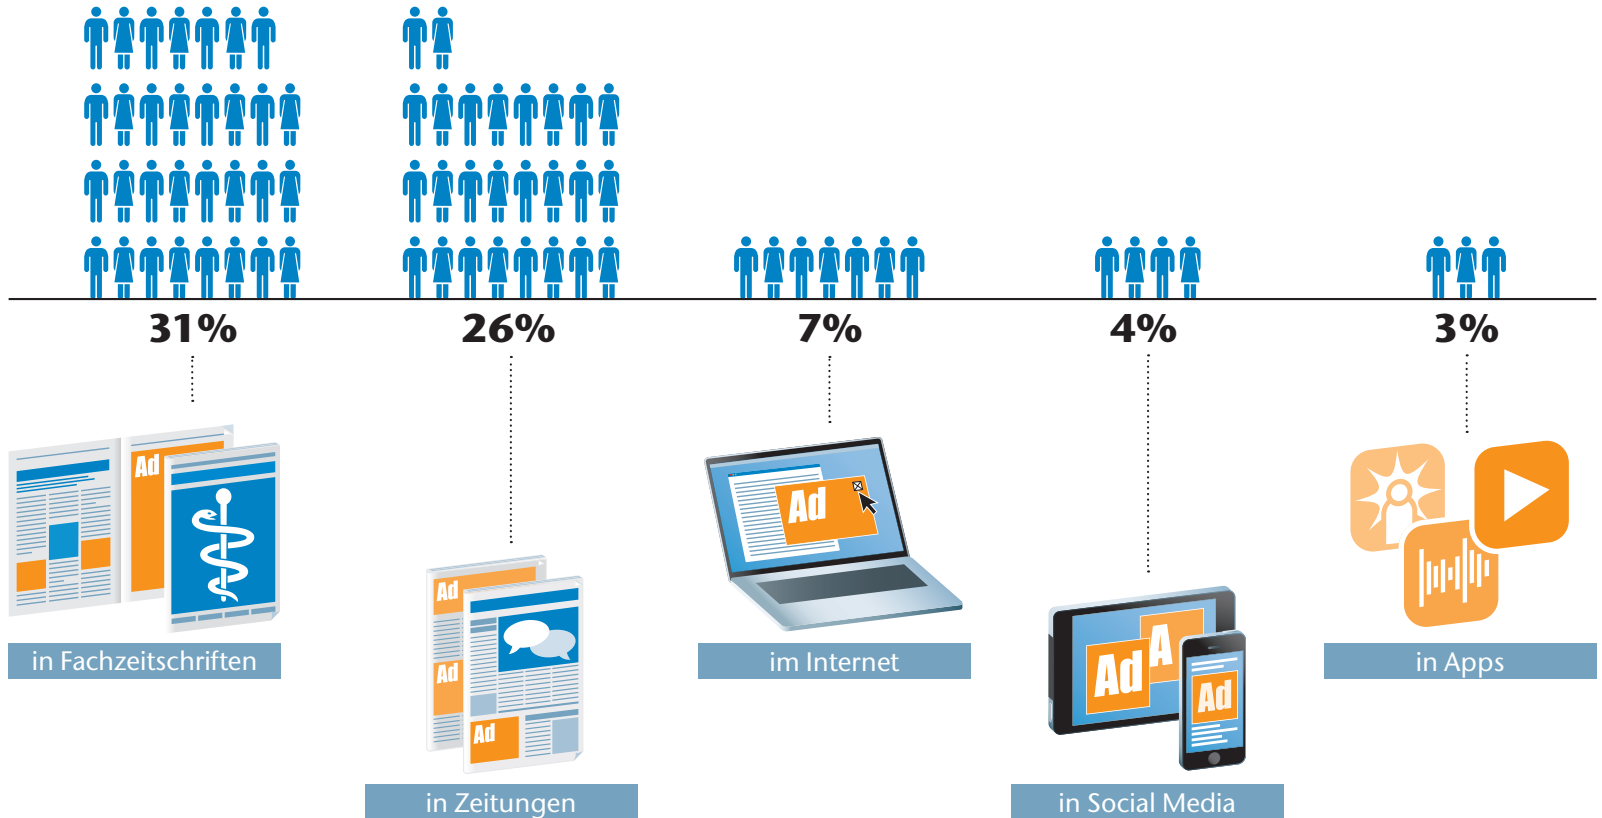 31%
26%
7%
4%
3%
Ad
in Fachzeitschriften
Ad
Ad
Ad
in Zeitungen
Ad
im Internet
Ad
A
Ad
in Social Media
in Apps